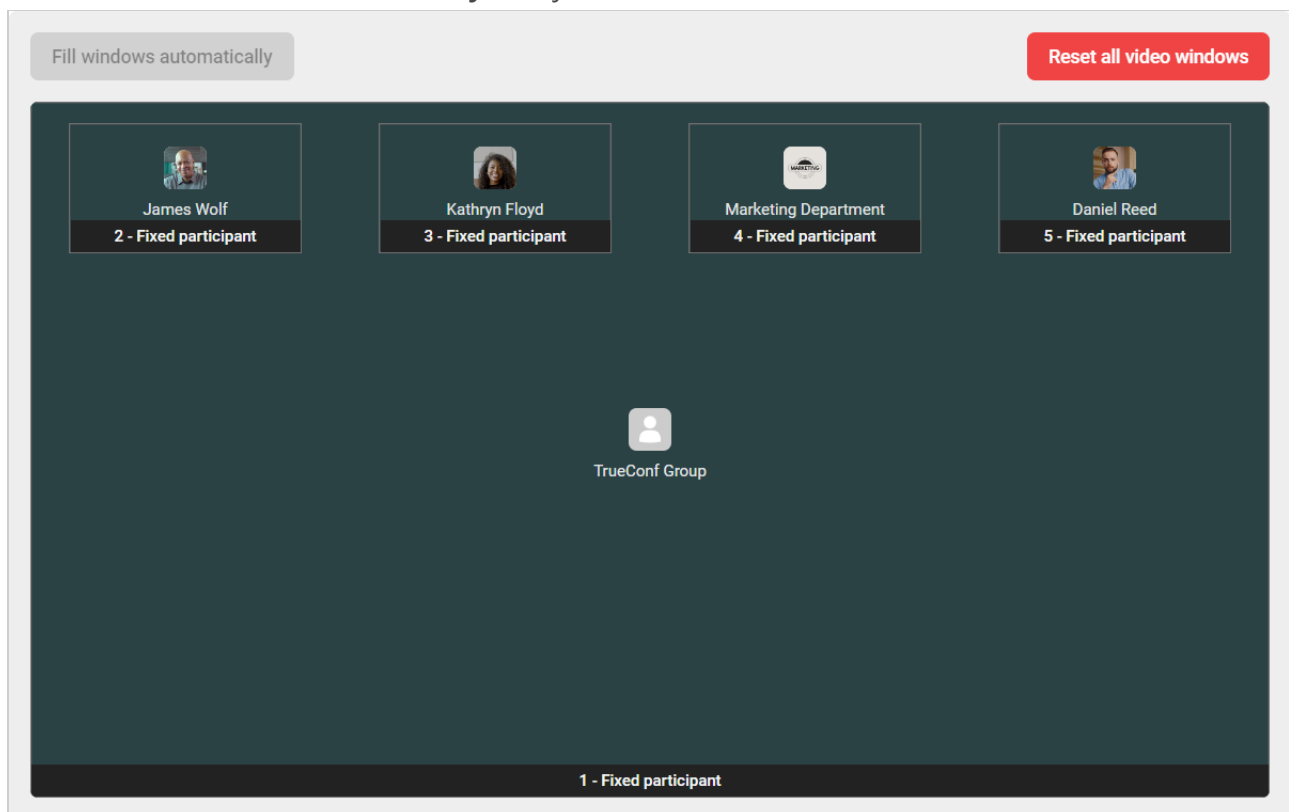 Fill windows automatically
Reset all video windows
James Wolf
2 - Fixed participant
Kathryn Floyd
3 - Fixed participant
MARKETING
Marketing Department
4 - Fixed participant
Daniel Reed
5 - Fixed participant
TrueConf Group
1 - Fixed participant